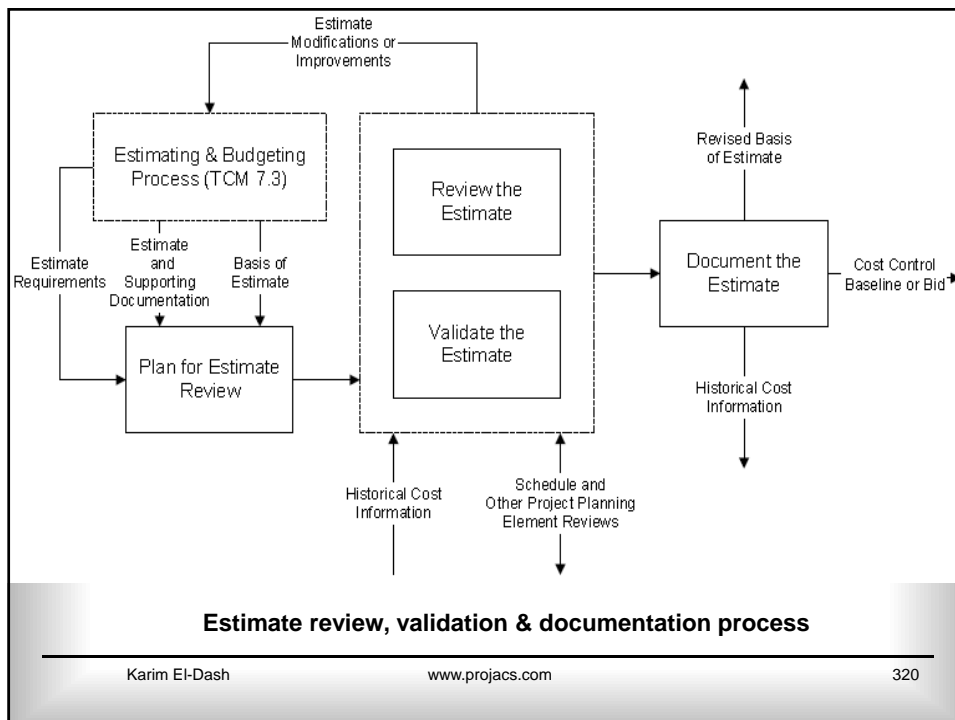 Estimate
Modifications or
Improvements
Estimating & Budgeting
Process (TCM 7.3)
Estimate
Requirements
Estimate
and
Supporting
Documentation
Basis of
Estimate
Plan for Estimate
Review
Review the
Estimate
Validate the
Estimate
Historical Cost
Information
Schedule and
Other Project Planning
Element Reviews
Revised Basis
of Estimate
Document the
Estimate
Cost Control
Baseline or Bid
Historical Cost
Information
Estimate review, validation & documentation process
Karim El-Dash www.projacs.com 320